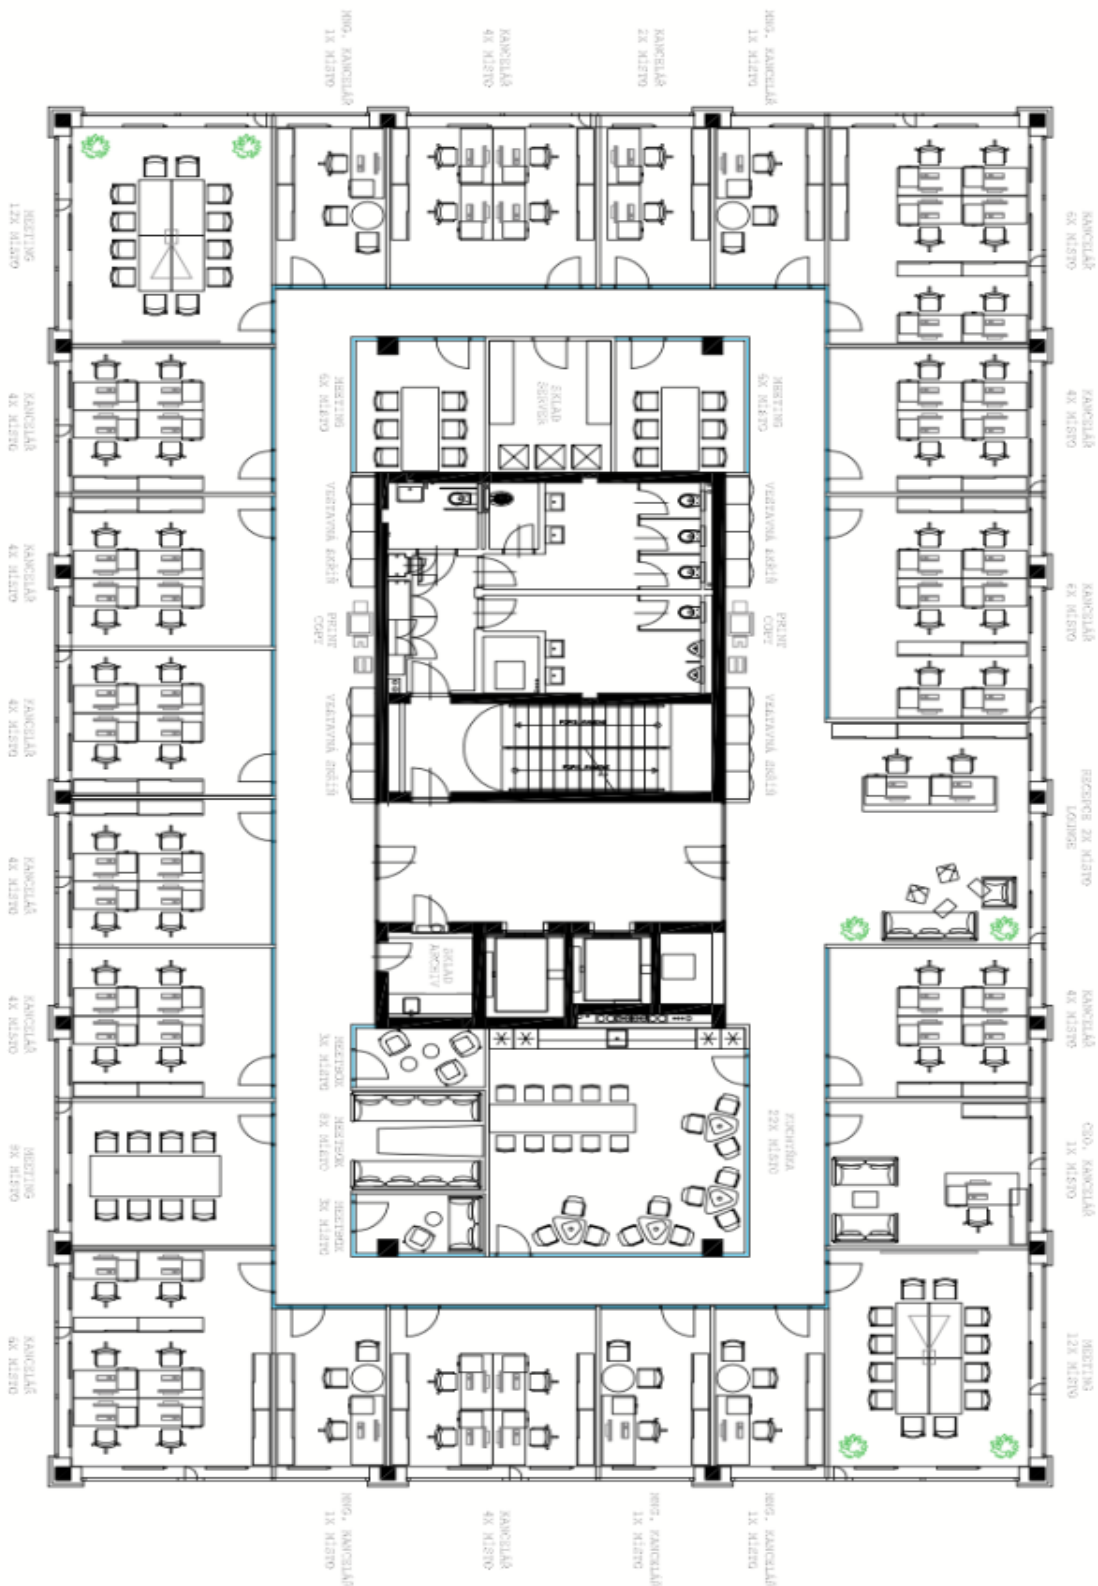 MNG. KANCELÁŘ
1X MÍSTO
KANCELÁŘ
4X MÍSTO
KANCELÁŘ
2X MÍSTO
MNG. KANCELÁŘ
1X MÍSTO
MEETING
12X MÍSTO
KANCELÁŘ
6X MÍSTO
MEETING
6X MÍSTO
SKLAD
SERVER
MEETING
6X MÍSTO
KANCELÁŘ
4X MÍSTO
KANCELÁŘ
4X MÍSTO
VESTAVNÁ SKŘÍŇ
VESTAVNÁ SKŘÍŇ
KANCELÁŘ
4X MÍSTO
KANCELÁŘ
6X MÍSTO
PRINT
COPY
PRINT
COPY
KANCELÁŘ
4X MÍSTO
VESTAVNÁ SKŘÍŇ
VESTAVNÁ SKŘÍŇ
RECEPCE 2X MÍSTO
LOUNGE
KANCELÁŘ
4X MÍSTO
SKLAD
ARCHIV
KANCELÁŘ
4X MÍSTO
KANCELÁŘ
4X MÍSTO
MEETBOX
3X MÍSTO
MEETBOX
8X MÍSTO
MEETBOX
3X MÍSTO
KUCHYŇKA
22X MÍSTO
MEETING
8X MÍSTO
CEO. KANCELÁŘ
1X MÍSTO
KANCELÁŘ
6X MÍSTO
MEETING
12X MÍSTO
MNG. KANCELÁŘ
1X MÍSTO
KANCELÁŘ
4X MÍSTO
MNG. KANCELÁŘ
1X MÍSTO
MNG. KANCELÁŘ
1X MÍSTO